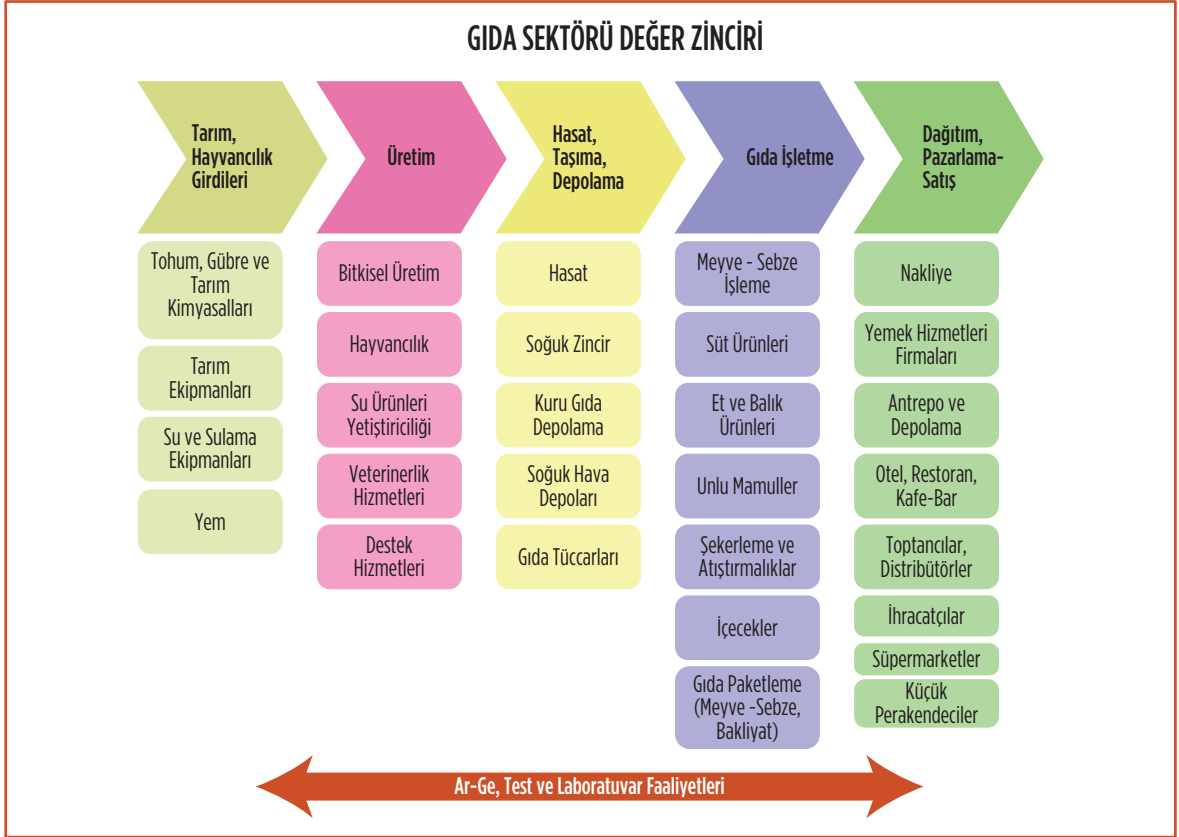 GIDA SEKTÖRÜ DEĞER ZİNCİRİ
Tarım,
Hayvancılık
Girdileri
Üretim
Hasat,
Taşıma,
Depolama
Gıda İşletme
Dağıtım,
Pazarlama-
Satış
Tohum, Gübre ve
Tarım
Kimyasalları
Tarım
Ekipmanları
Su ve Sulama
Ekipmanları
Yem
Bitkisel Üretim
Hayvancılık
Su Ürünleri
Yetiştiriciliği
Veterinerlik
Hizmetleri
Destek
Hizmetleri
Hasat
Soğuk Zincir
Kuru Gıda
Depolama
Soğuk Hava
Depoları
Gıda Tüccarları
Meyve - Sebze
İşleme
Süt Ürünleri
Et ve Balık
Ürünleri
Unlu Mamuller
Şekerleme ve
Atıştırmalıklar
İçecekler
Gıda Paketleme
(Meyve -Sebze,
Bakliyat)
Nakliye
Yemek Hizmetleri
Firmaları
Antrepo ve
Depolama
Otel, Restoran,
Kafe-Bar
Toptancılar,
Distribütörler
İhracatçılar
Süpermarketler
Küçük
Perakendeciler
Ar-Ge, Test ve Laboratuvar Faaliyetleri